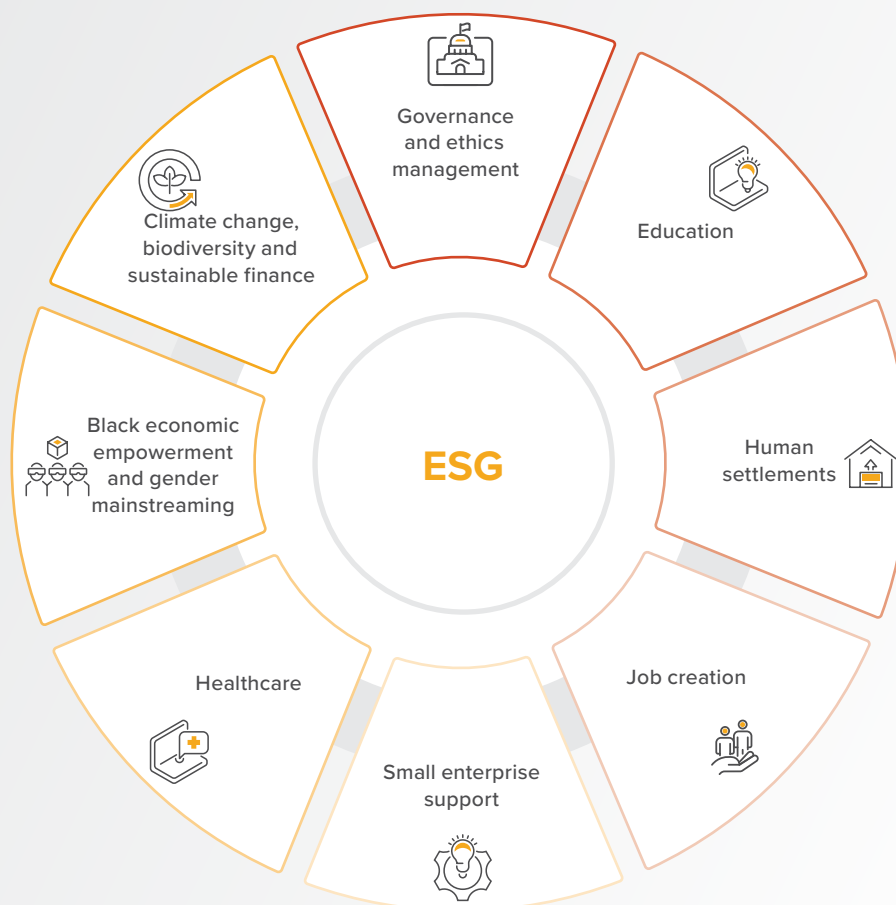 Governance
and ethics
management
Education
Human
settlements
Job creation
Small enterprise
support
Healthcare
Black economic
empowerment
and gender
mainstreaming
Climate change,
biodiversity and
sustainable finance
ESG